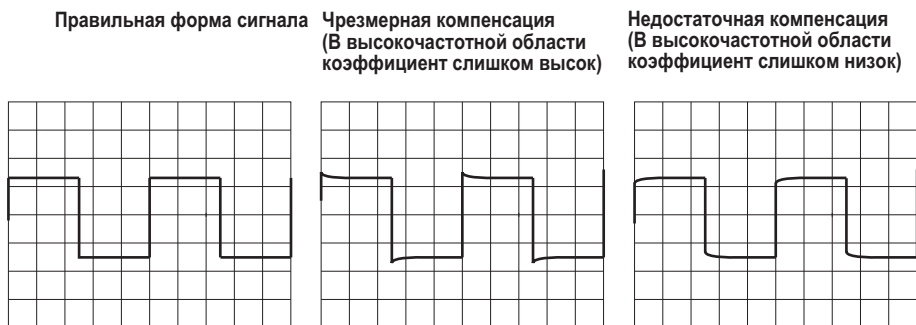 Правильная форма сигнала
Чрезмерная компенсация
(В высокочастотной области
коэффициент слишком высок)
Недостаточная компенсация
(В высокочастотной области
коэффициент слишком низок)